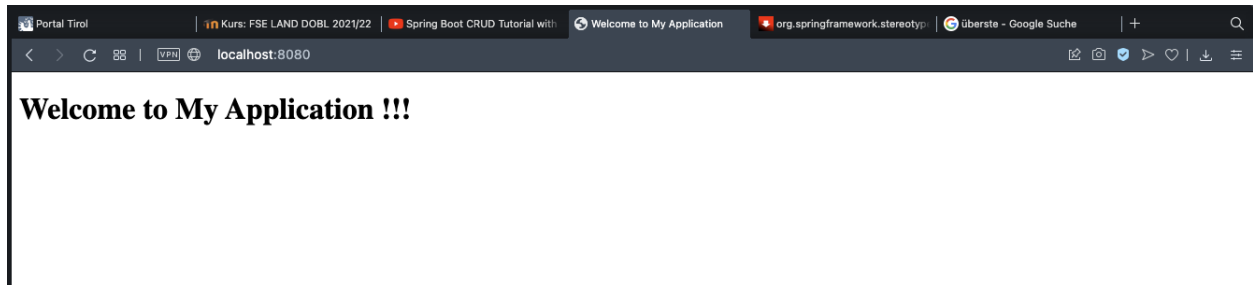 Portal Tirol
Kurs: FSE LAND DOBL 2021/22
Spring Boot CRUD Tutorial with
Welcome to My Application
org.springframework.stereotyp
überste - Google Suche
VPN
localhost:8080
Welcome to My Application !!!